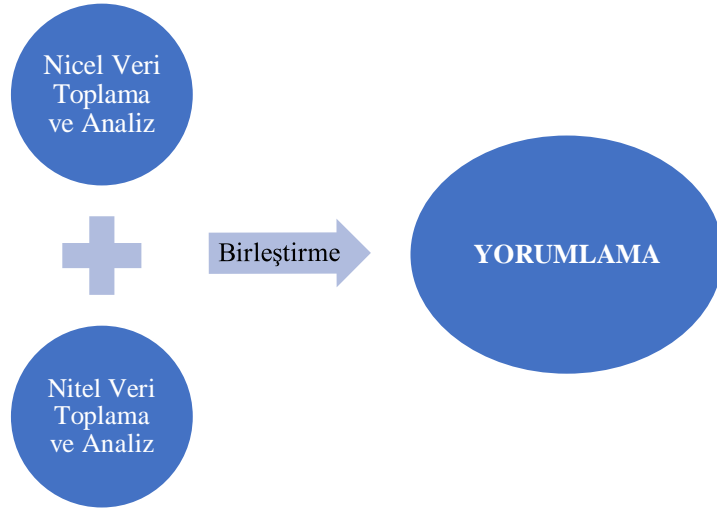 Nicel Veri
Toplama
ve Analiz
Birleştirme
YORUMLAMA
Nitel Veri
Toplama
ve Analiz